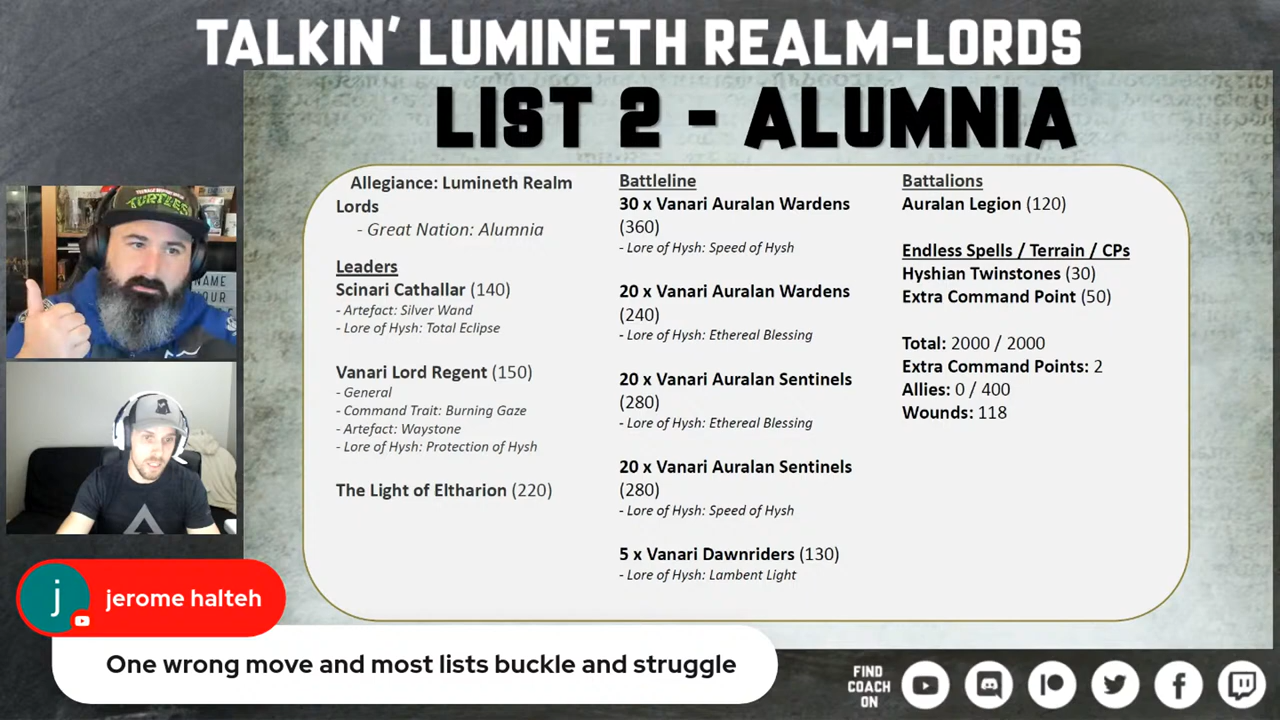 TALKIN' LUMINETH REALM-LORDS
LIST 2 - ALUMNIA
Allegiance: Lumineth Realm
Lords
- Great Nation: Alumnia
Leaders
Scinari Cathallar (140)
- Artefact: Silver Wand
- Lore of Hysh: Total Eclipse
Vanari Lord Regent (150)
- General
- Command Trait: Burning Gaze
- Artefact: Waystone
- Lore of Hysh: Protection of Hysh
The Light of Eltharion (220)
Battleline
30 x Vanari Auralan Wardens
(360)
- Lore of Hysh: Speed of Hysh
20 x Vanari Auralan Wardens
(240)
- Lore of Hysh: Ethereal Blessing
20 x Vanari Auralan Sentinels
(280)
- Lore of Hysh: Ethereal Blessing
20 x Vanari Auralan Sentinels
(280)
- Lore of Hysh: Speed of Hysh
5 x Vanari Dawnriders (130)
- Lore of Hysh: Lambent Light
Battalions
Auralan Legion (120)
Endless Spells / Terrain / CPs
Hyshian Twinstones (30)
Extra Command Point (50)
Total: 2000 / 2000
Extra Command Points: 2
Allies: 0 / 400
Wounds: 118
TURTLES
NAME
OUR
j
jerome halteh
One wrong move and most lists buckle and struggle
FIND
COACH
ON